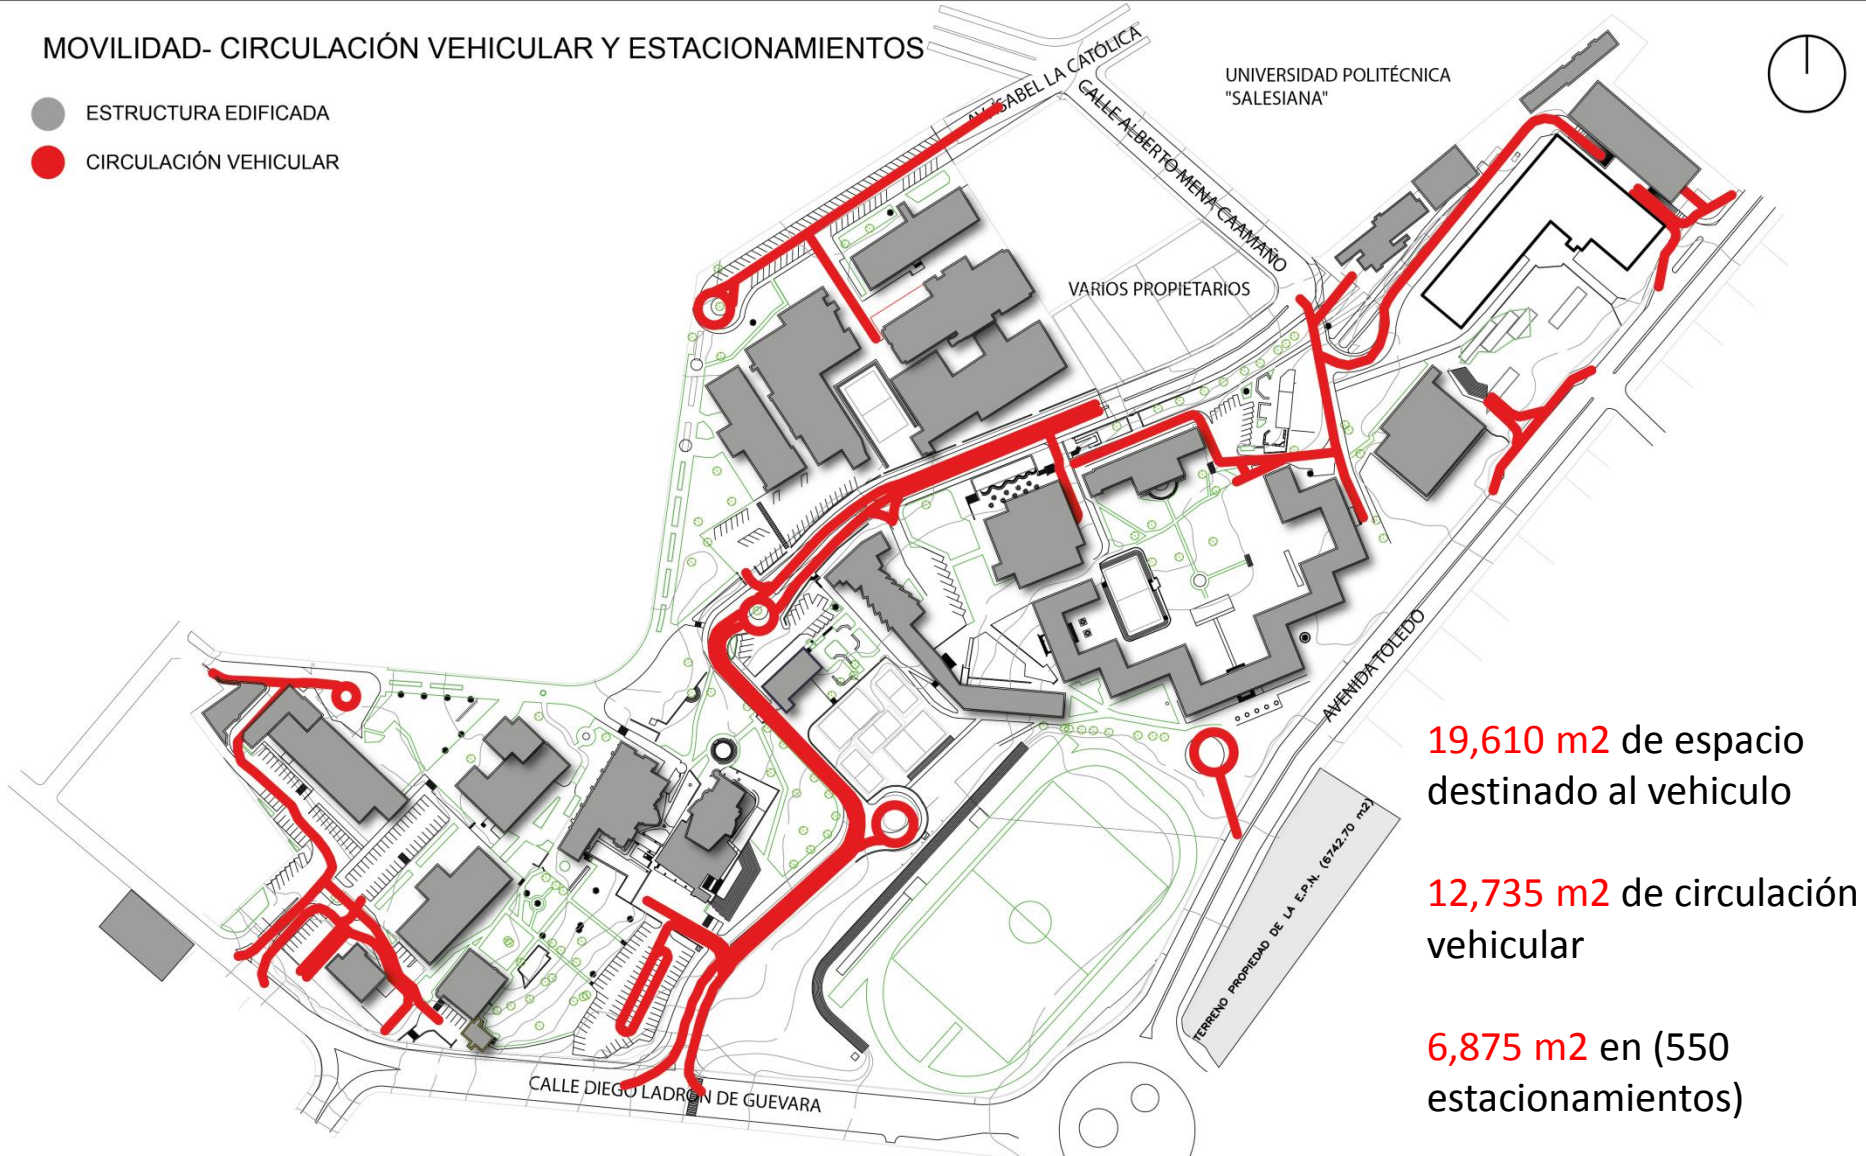 MOVILIDAD- CIRCULACIÓN VEHICULAR Y ESTACIONAMIENTOS
ESTRUCTURA EDIFICADA
CIRCULACIÓN VEHICULAR
AV. ISABEL LA CATÓLICA
CALLE ALBERTO MENA CAAMAÑO
UNIVERSIDAD POLITÉCNICA
"SALESIANA"
VARIOS PROPIETARIOS
AVENIDA TOLEDO
TERRENO PROPIEDAD DE LA E.P.N. (6742.70 m2)
CALLE DIEGO LADRÓN DE GUEVARA
19,610 m2 de espacio
destinado al vehiculo
12,735 m2 de circulación
vehicular
6,875 m2 en (550
estacionamientos)